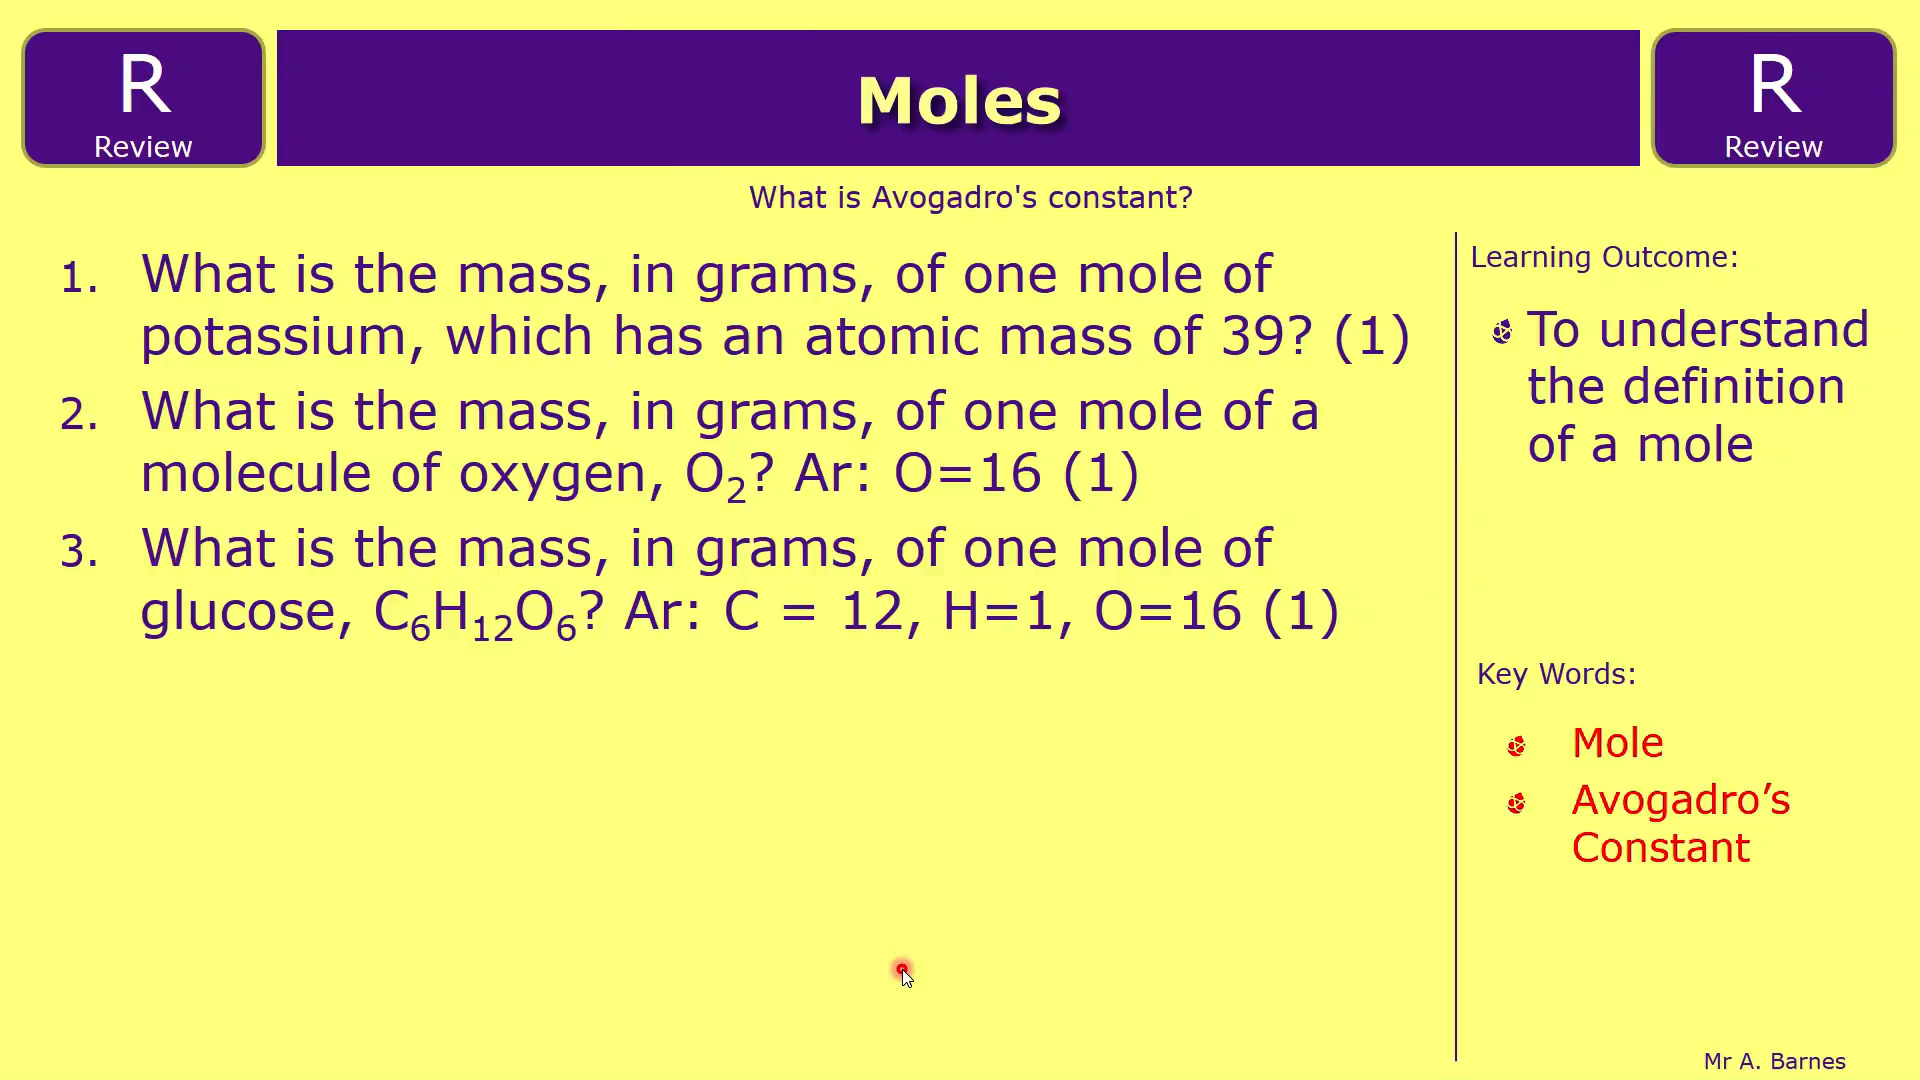 R
Review
Moles
R
Review
What is Avogadro's constant?
1. What is the mass, in grams, of one mole of
potassium, which has an atomic mass of 39? (1)
2. What is the mass, in grams, of one mole of a
molecule of oxygen, O₂? Ar: O=16 (1)
3. What is the mass, in grams, of one mole of
glucose, C₆H₁₂O₆? Ar: C = 12, H=1, O=16 (1)
Learning Outcome:
To understand
the definition
of a mole
Key Words:
Mole
Avogadro’s
Constant
Mr A. Barnes